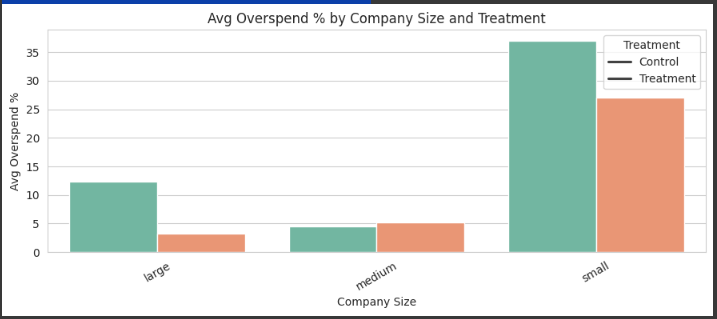 Avg Overspend % by Company Size and Treatment
Avg Overspend %
35
30
25
20
15
10
5
0
Treatment
Control
Treatment
large
medium
small
Company Size